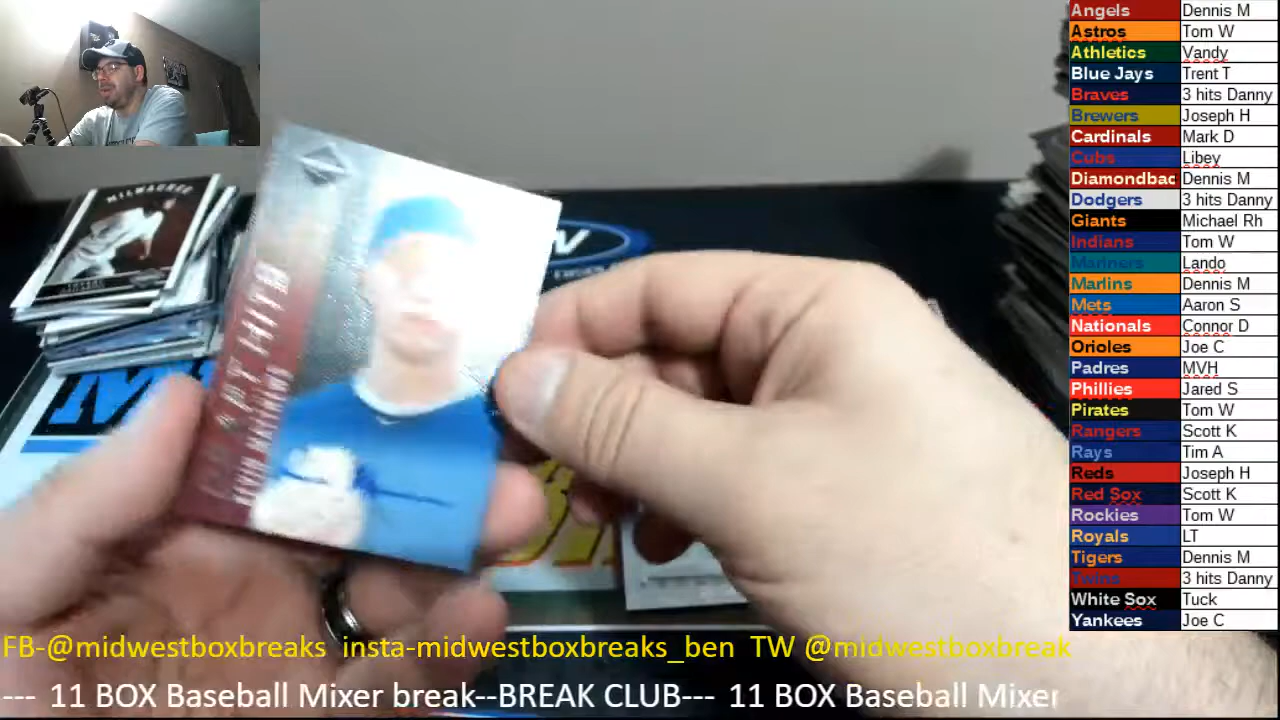 Angels Dennis M
Astros Tom W
Athletics Vandy
Blue Jays Trent T
Braves 3 hits Danny
Brewers Joseph H
Cardinals Mark D
Cubs Libey
Diamondbac Dennis M
Dodgers 3 hits Danny
Giants Michael Rh
Indians Tom W
Mariners Lando
Marlins Dennis M
Mets Aaron S
Nationals Connor D
Orioles Joe C
Padres MVH
Phillies Jared S
Pirates Tom W
Rangers Scott K
Rays Tim A
Reds Joseph H
Red Sox Scott K
Rockies Tom W
Royals LT
Tigers Dennis M
Twins 3 hits Danny
White Sox Tuck
Yankees Joe C
MILWAUKEE
FB-@midwestboxbreaks insta-midwestboxbreaks_ben TW @midwestboxbreak
--- 11 BOX Baseball Mixer break--BREAK CLUB--- 11 BOX Baseball Mixer